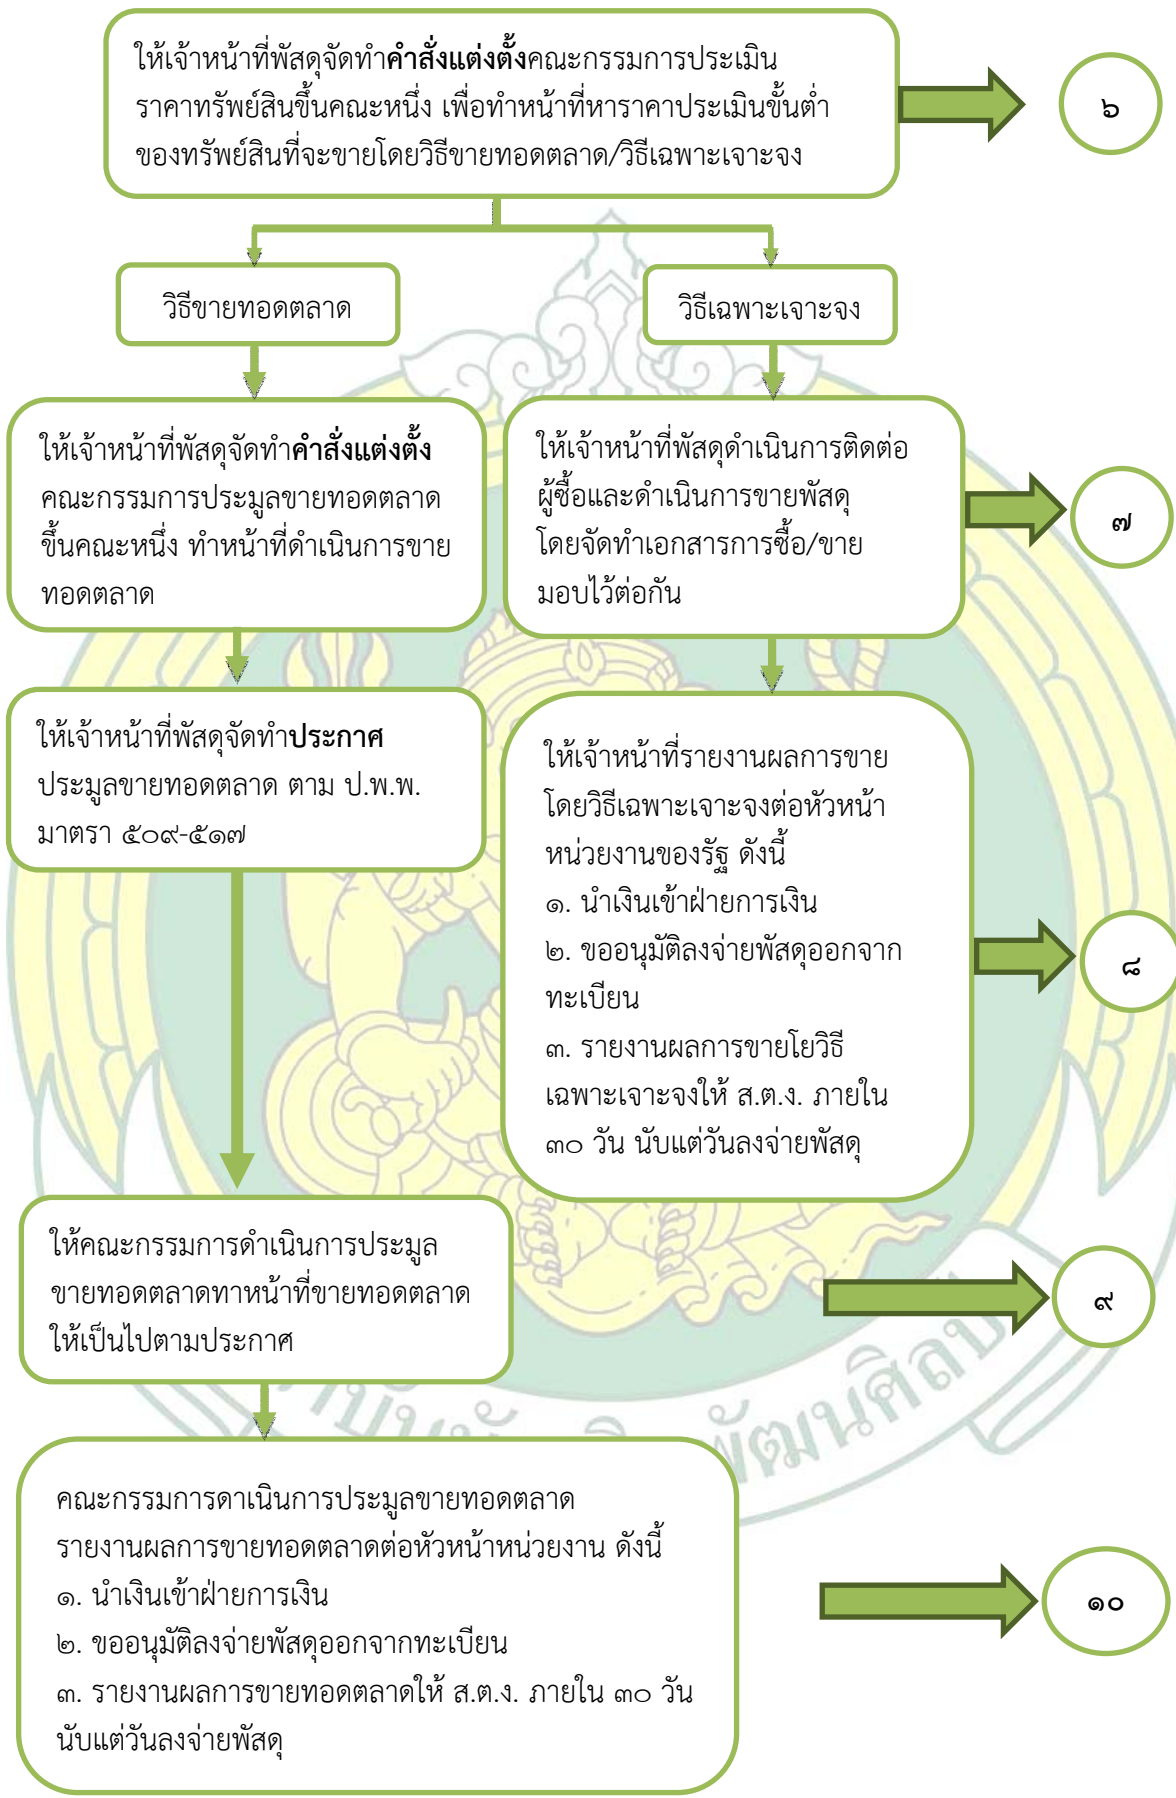 ให้เจ้าหน้าที่พัสดุจัดทำคำสั่งแต่งตั้งคณะกรรมการประเมิน
ราคาทรัพย์สินขึ้นคณะหนึ่ง เพื่อทำหน้าที่หาราคาประเมินขั้นต่ำ
ของทรัพย์สินที่จะขายโดยวิธีขายทอดตลาด/วิธีเฉพาะเจาะจง
๖
วิธีขายทอดตลาด
วิธีเฉพาะเจาะจง
ให้เจ้าหน้าที่พัสดุจัดทำคำสั่งแต่งตั้ง
คณะกรรมการประมูลขายทอดตลาด
ขึ้นคณะหนึ่ง ทำหน้าที่ดำเนินการขาย
ทอดตลาด
ให้เจ้าหน้าที่พัสดุดำเนินการติดต่อ
ผู้ซื้อและดำเนินการขายพัสดุ
โดยจัดทำเอกสารการซื้อ/ขาย
มอบไว้ต่อกัน
๗
ให้เจ้าหน้าที่พัสดุจัดทำประกาศ
ประมูลขายทอดตลาด ตาม ป.พ.พ.
มาตรา ๕๐๙-๕๑๗
ให้เจ้าหน้าที่รายงานผลการขาย
โดยวิธีเฉพาะเจาะจงต่อหัวหน้า
หน่วยงานของรัฐ ดังนี้
๑. นำเงินเข้าฝ่ายการเงิน
๒. ขออนุมัติลงจ่ายพัสดุออกจาก
ทะเบียน
๓. รายงานผลการขายโยวิธี
เฉพาะเจาะจงให้ ส.ต.ง. ภายใน
๓๐ วัน นับแต่วันลงจ่ายพัสดุ
๘
ให้คณะกรรมการดำเนินการประมูล
ขายทอดตลาดทาหน้าที่ขายทอดตลาด
ให้เป็นไปตามประกาศ
๙
คณะกรรมการดาเนินการประมูลขายทอดตลาด
รายงานผลการขายทอดตลาดต่อหัวหน้าหน่วยงาน ดังนี้
๑. นำเงินเข้าฝ่ายการเงิน
๒. ขออนุมัติลงจ่ายพัสดุออกจากทะเบียน
๓. รายงานผลการขายทอดตลาดให้ ส.ต.ง. ภายใน ๓๐ วัน
นับแต่วันลงจ่ายพัสดุ
๑๐